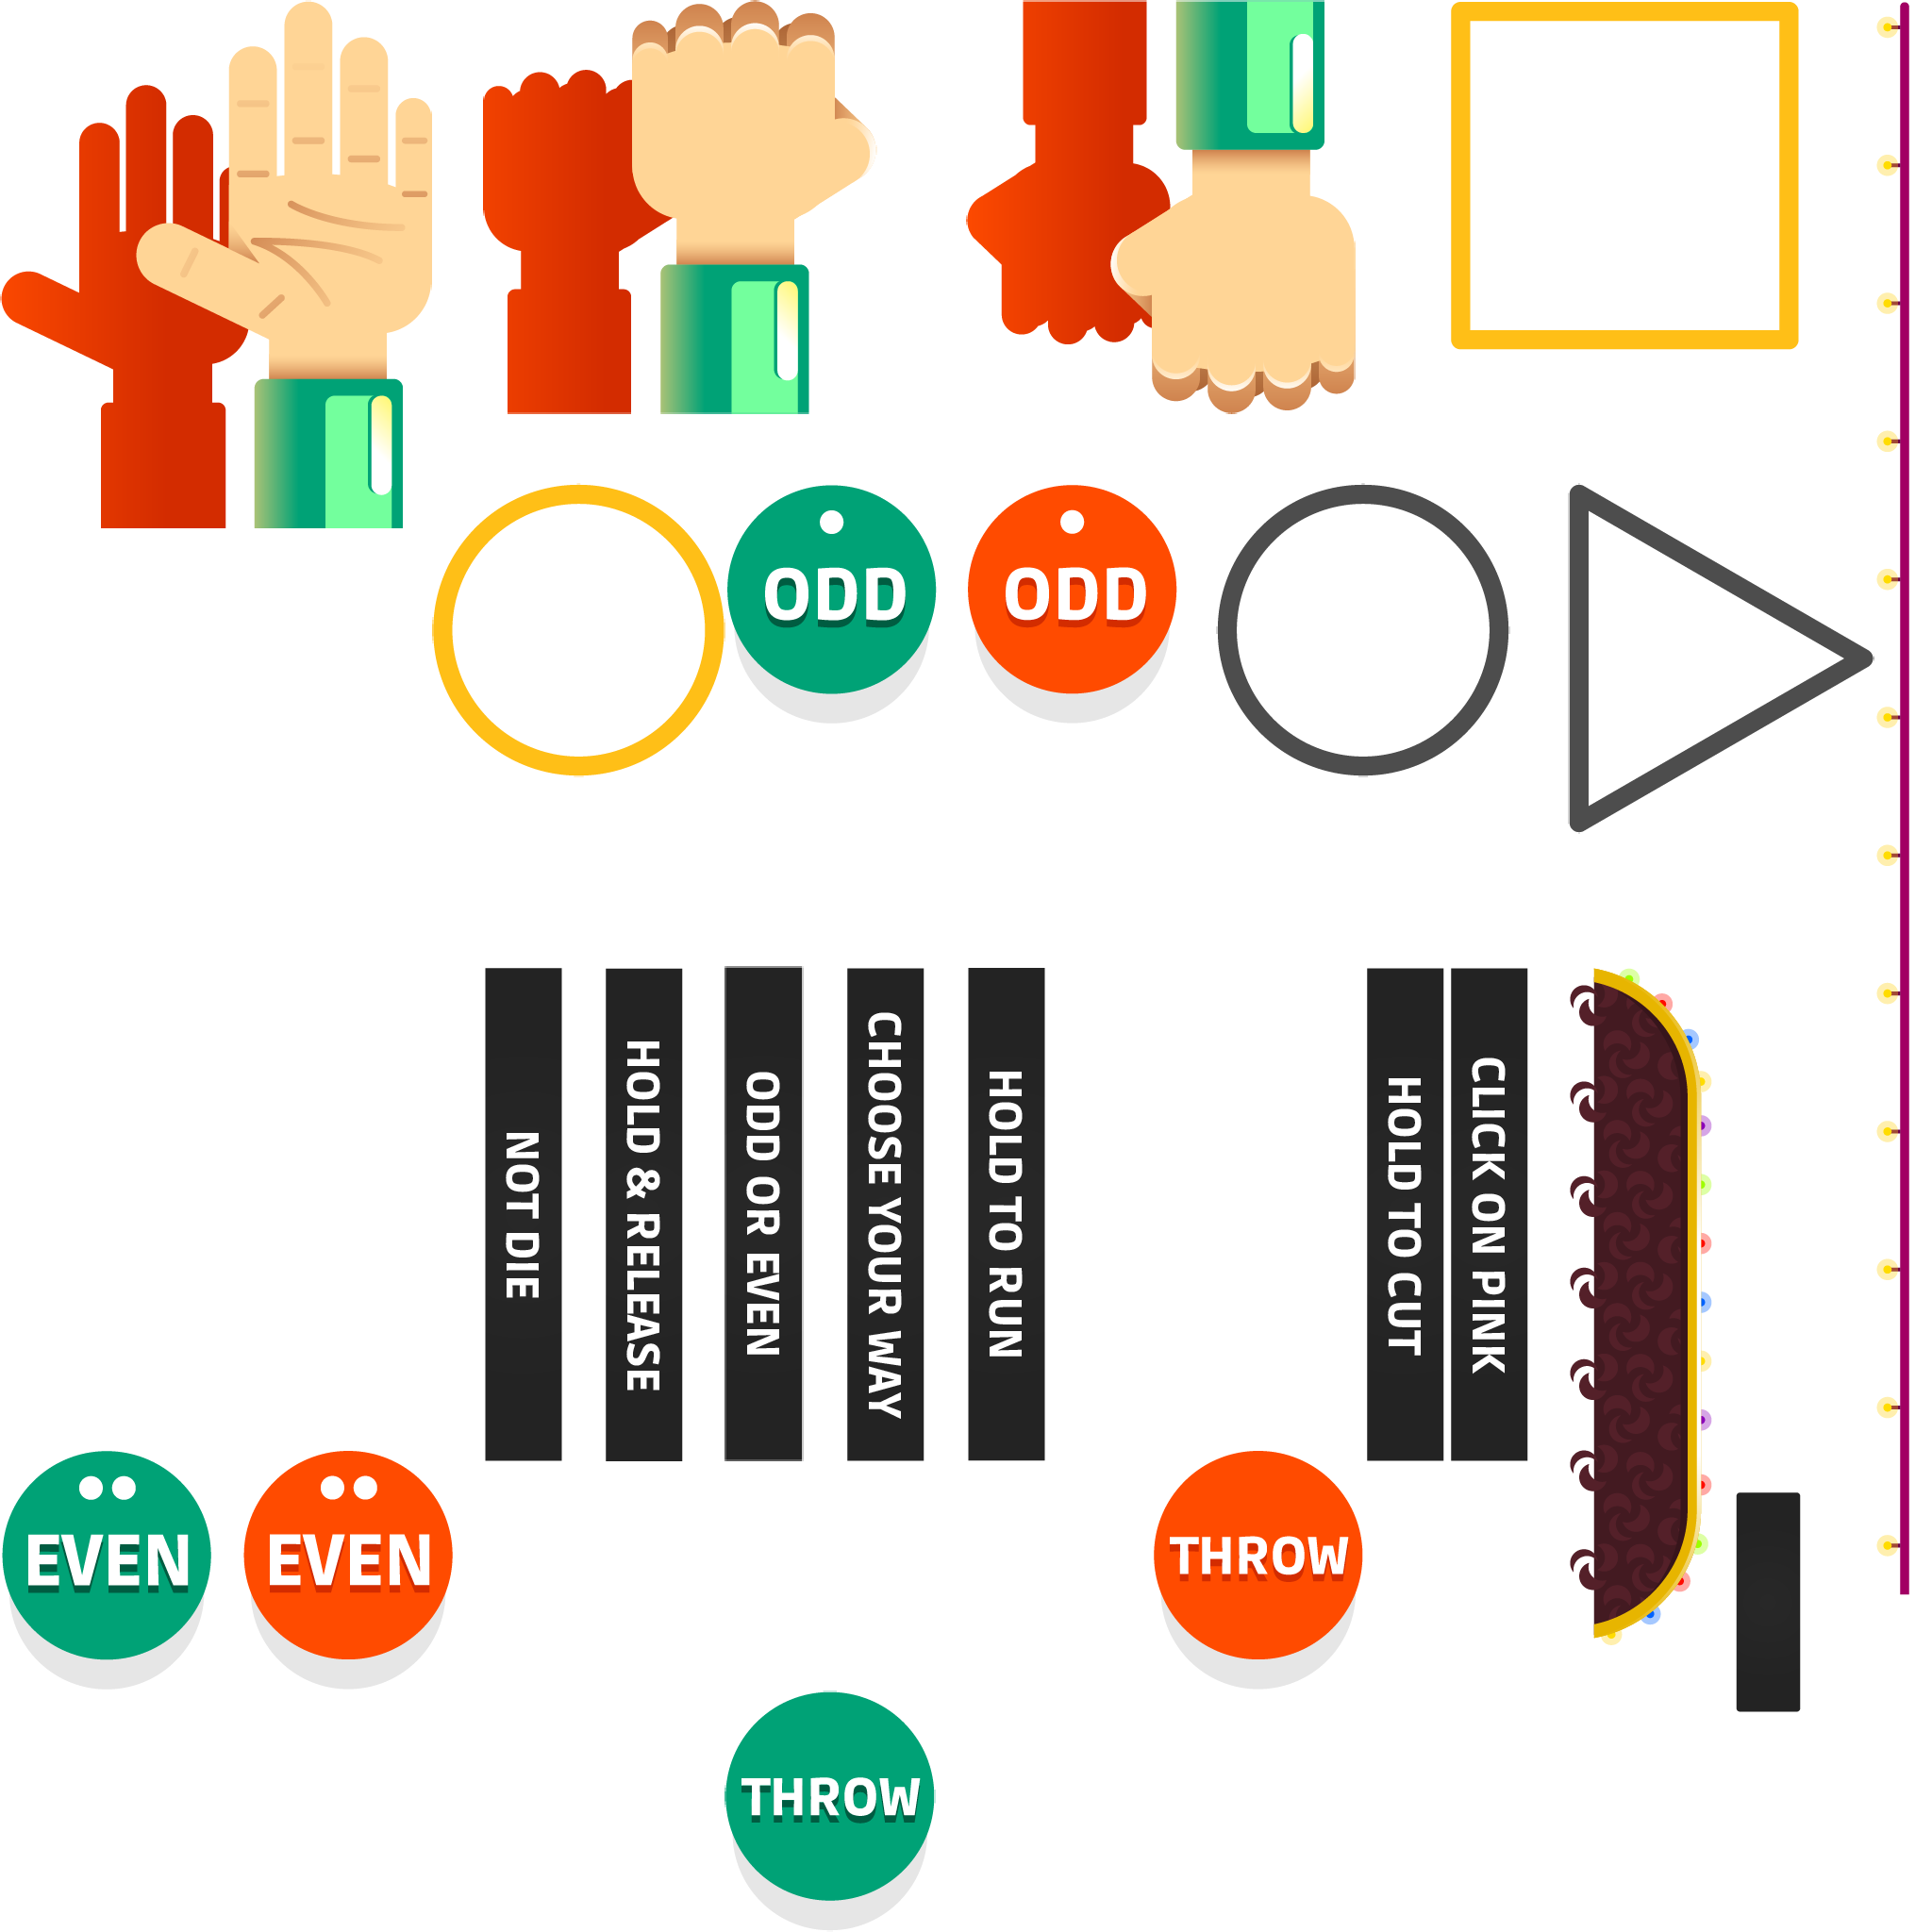 ODD
ODD
NOT DIE
HOLD & RELEASE
ODD OR EVEN
CHOOSE YOUR WAY
HOLD TO RUN
HOLD TO CUT
CLICK ON PINK
EVEN
EVEN
THROW
THROW